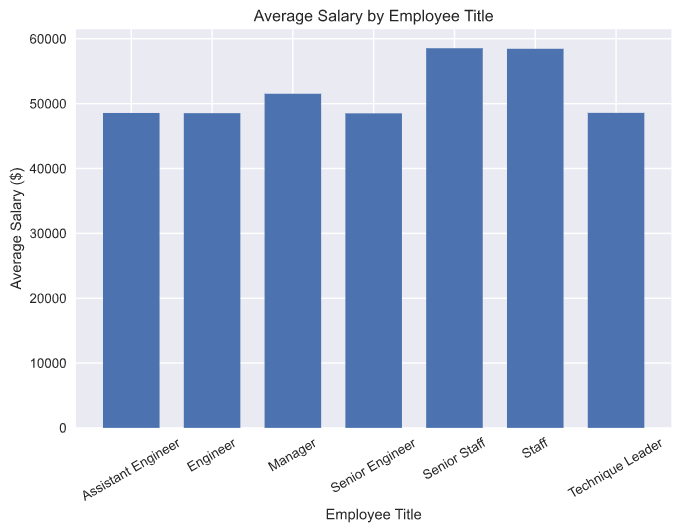 Average Salary by Employee Title
Average Salary ($)
60000
50000
40000
30000
20000
10000
0
Assistant Engineer
Engineer
Manager
Senior Engineer
Senior Staff
Staff
Technique Leader
Employee Title